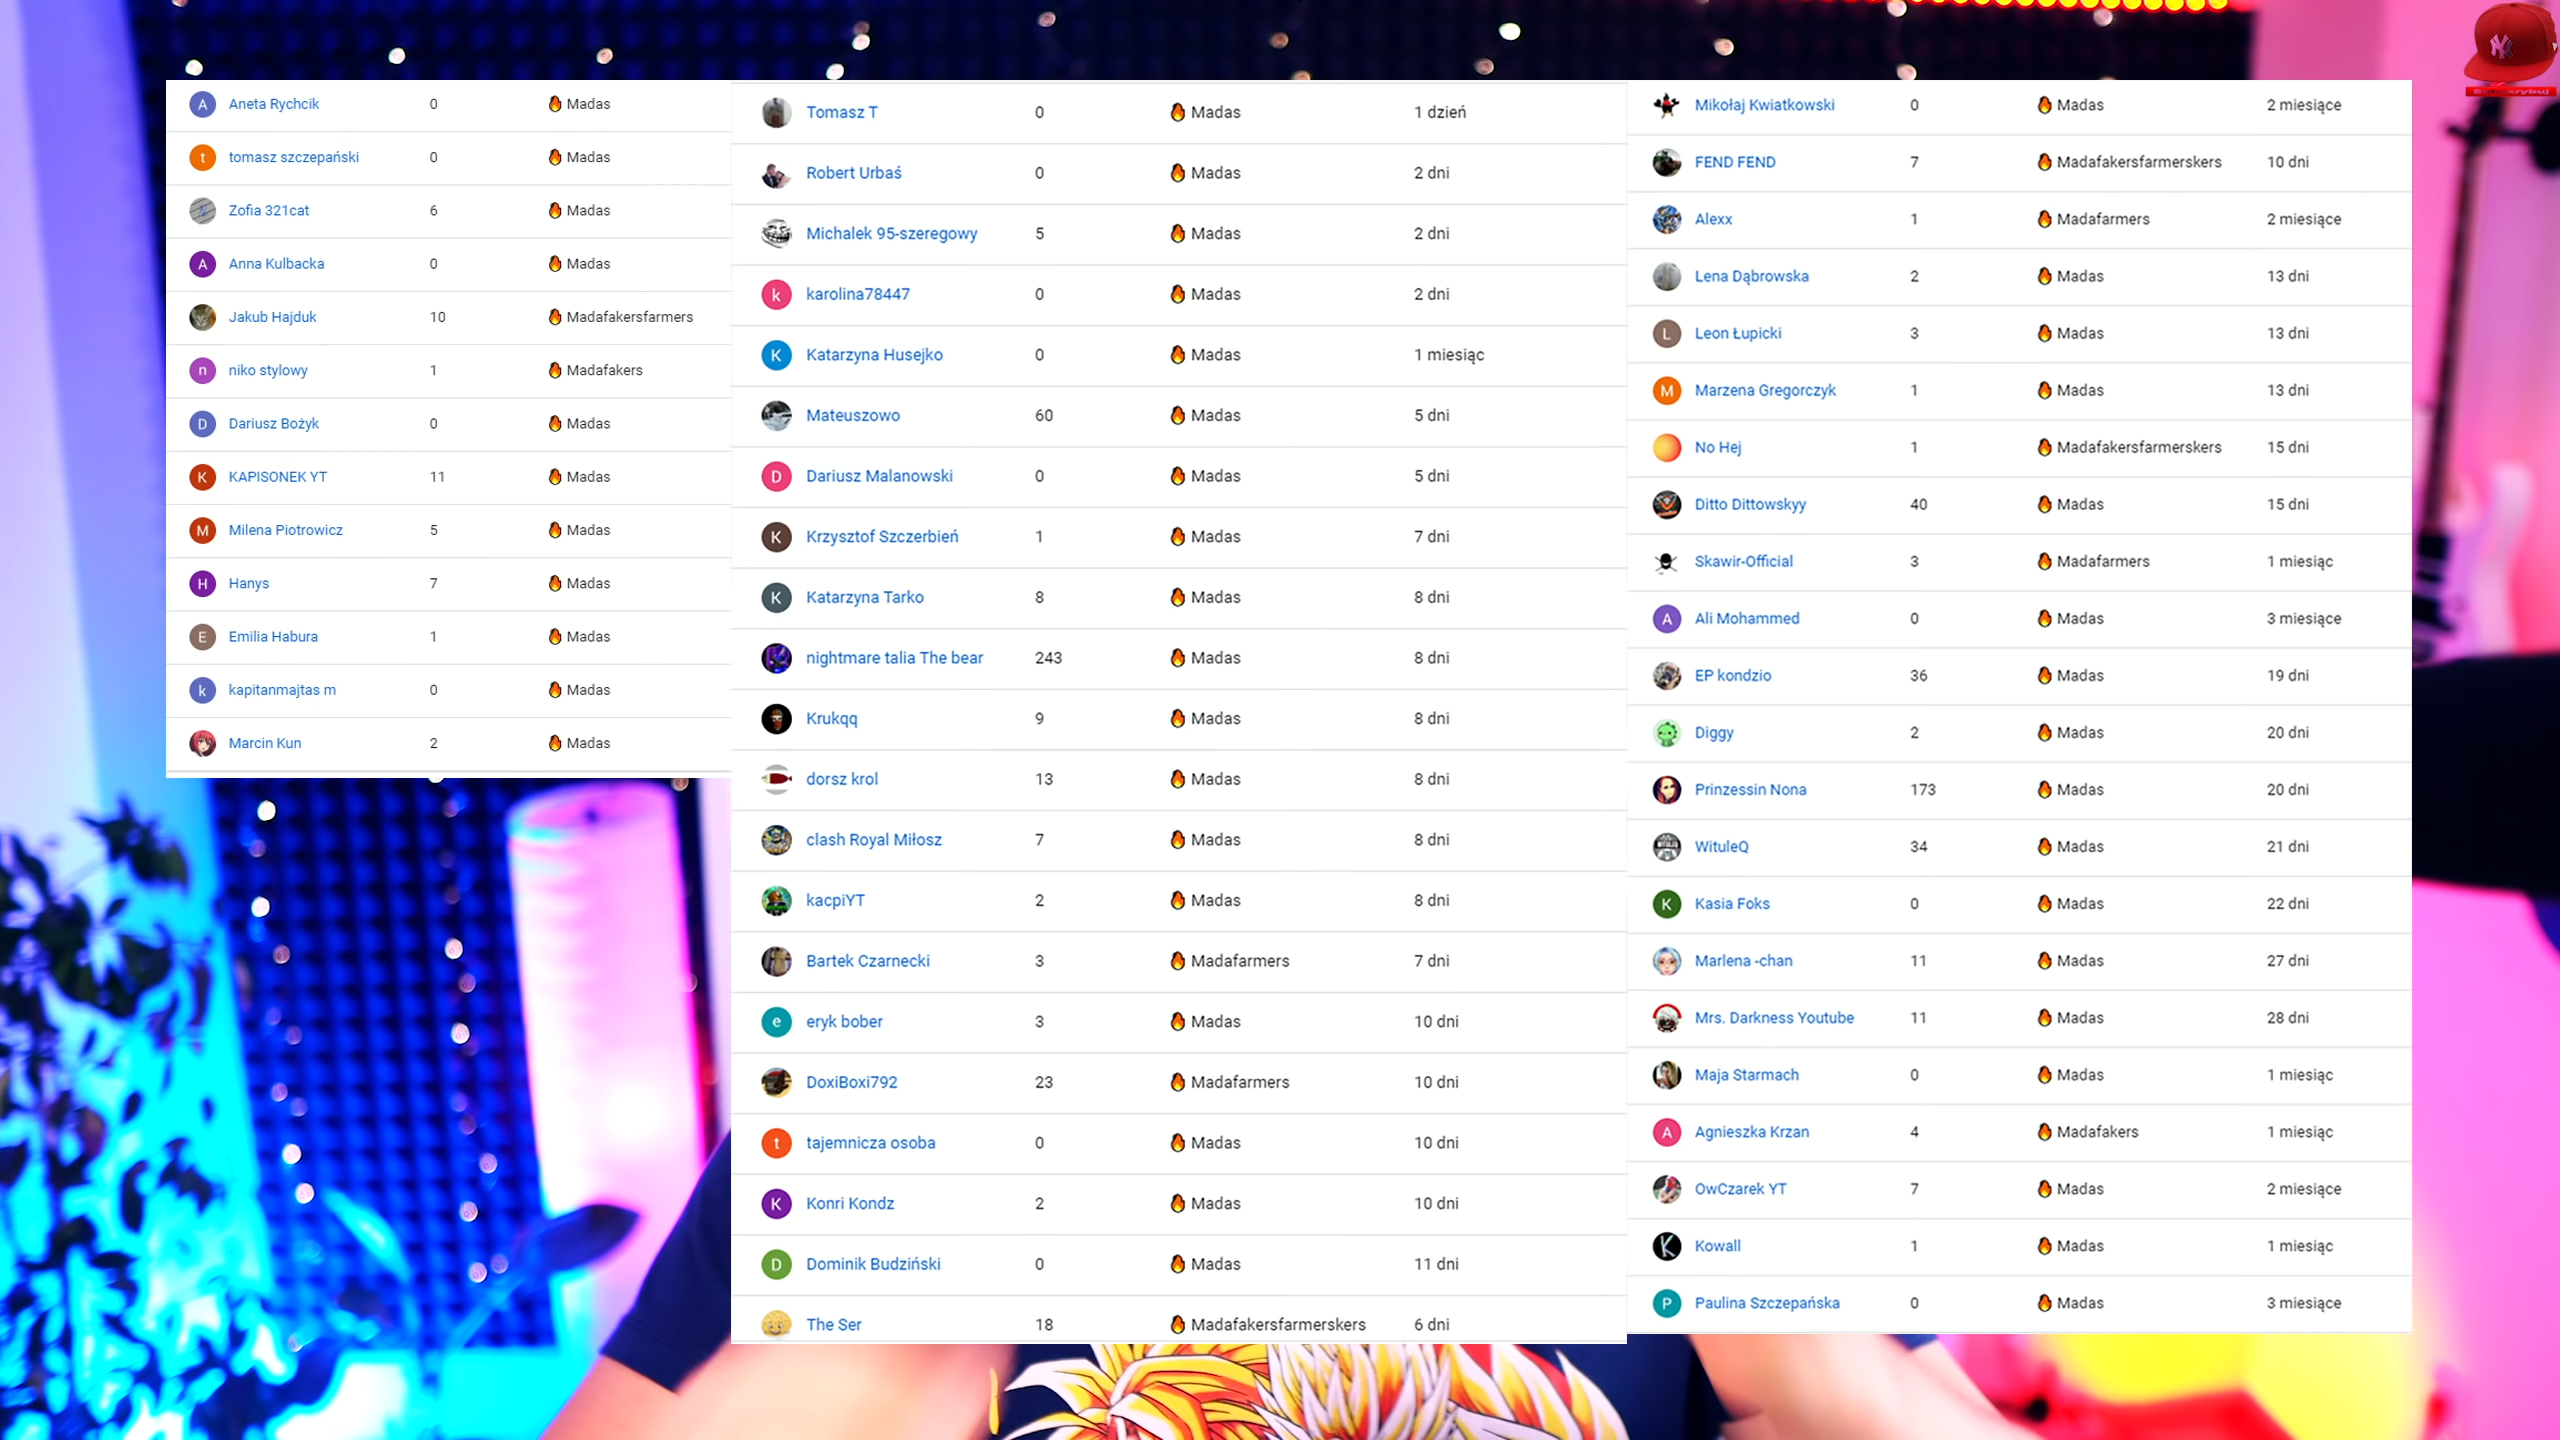 Aneta Rychcik 0 Madas
tomasz szczepański 0 Madas
Zofia 321cat 6 Madas
Anna Kulbacka 0 Madas
Jakub Hajduk 10 Madafakersfarmers
niko stylowy 1 Madafakers
Dariusz Bożyk 0 Madas
KAPISONEK YT 11 Madas
Milena Piotrowicz 5 Madas
Hanys 7 Madas
Emilia Habura 1 Madas
kapitanmajtas m 0 Madas
Marcin Kun 2 Madas
Tomasz T 0 Madas 1 dzień
Robert Urbaś 0 Madas 2 dni
Michalek 95-szeregowy 5 Madas 2 dni
karolina78447 0 Madas 2 dni
Katarzyna Husejko 0 Madas 1 miesiąc
Mateuszowo 60 Madas 5 dni
Dariusz Malanowski 0 Madas 5 dni
Krzysztof Szczerbień 1 Madas 7 dni
Katarzyna Tarko 8 Madas 8 dni
nightmare talia The bear 243 Madas 8 dni
Krukqq 9 Madas 8 dni
dorsz krol 13 Madas 8 dni
clash Royal Miłosz 7 Madas 8 dni
kacpiYT 2 Madas 8 dni
Bartek Czarnecki 3 Madafarmers 7 dni
eryk bober 3 Madas 10 dni
DoxiBoxi792 23 Madafarmers 10 dni
tajemnicza osoba 0 Madas 10 dni
Konri Kondz 2 Madas 10 dni
Dominik Budziński 0 Madas 11 dni
The Ser 18 Madafakersfarmerskers 6 dni
Mikołaj Kwiatkowski 0 Madas 2 miesiące
FEND FEND 7 Madafakersfarmerskers 10 dni
Alexx 1 Madafarmers 2 miesiące
Lena Dąbrowska 2 Madas 13 dni
Leon Łupicki 3 Madas 13 dni
Marzena Gregorczyk 1 Madas 13 dni
No Hej 1 Madafakersfarmerskers 15 dni
Ditto Dittowskyy 40 Madas 15 dni
Skawir-Official 3 Madafarmers 1 miesiąc
Ali Mohammed 0 Madas 3 miesiące
EP kondzio 36 Madas 19 dni
Diggy 2 Madas 20 dni
Prinzessin Nona 173 Madas 20 dni
WituleQ 34 Madas 21 dni
Kasia Foks 0 Madas 22 dni
Marlena -chan 11 Madas 27 dni
Mrs. Darkness Youtube 11 Madas 28 dni
Maja Starmach 0 Madas 1 miesiąc
Agnieszka Krzan 4 Madafakers 1 miesiąc
OwCzarek YT 7 Madas 2 miesiące
Kowall 1 Madas 1 miesiąc
Paulina Szczepańska 0 Madas 3 miesiące